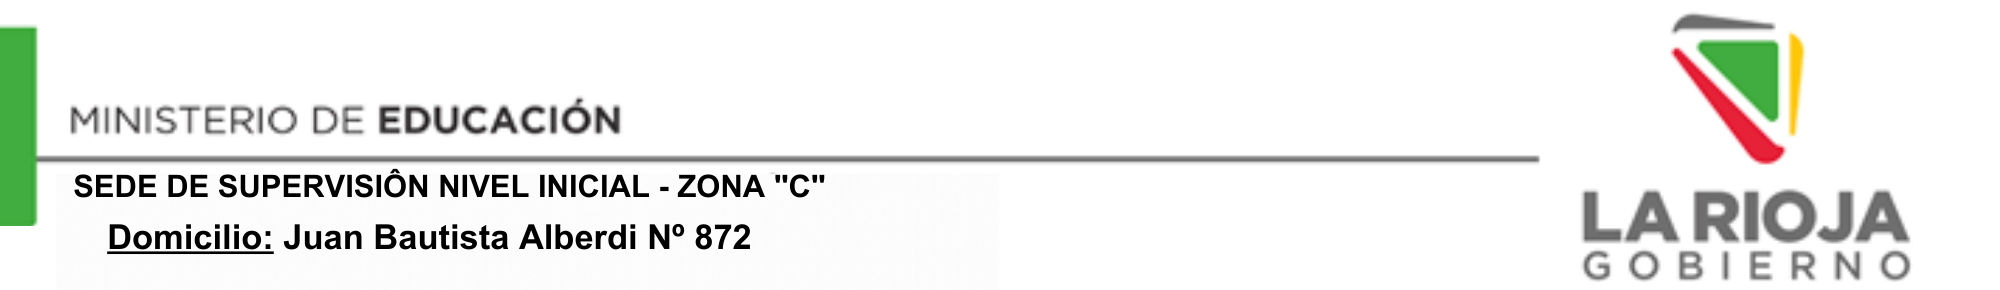 MINISTERIO DE EDUCACIÓN
SEDE DE SUPERVISIÔN NIVEL INICIAL - ZONA "C"
Domicilio: Juan Bautista Alberdi Nº 872
LA RIOJA
GOBIERNO